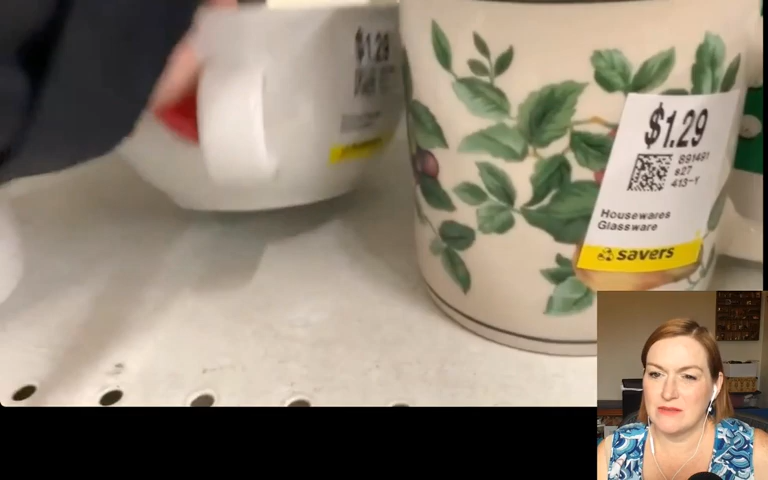 $1.29
$1.29
891491
s27
413-Y
Housewares
Glassware
savers